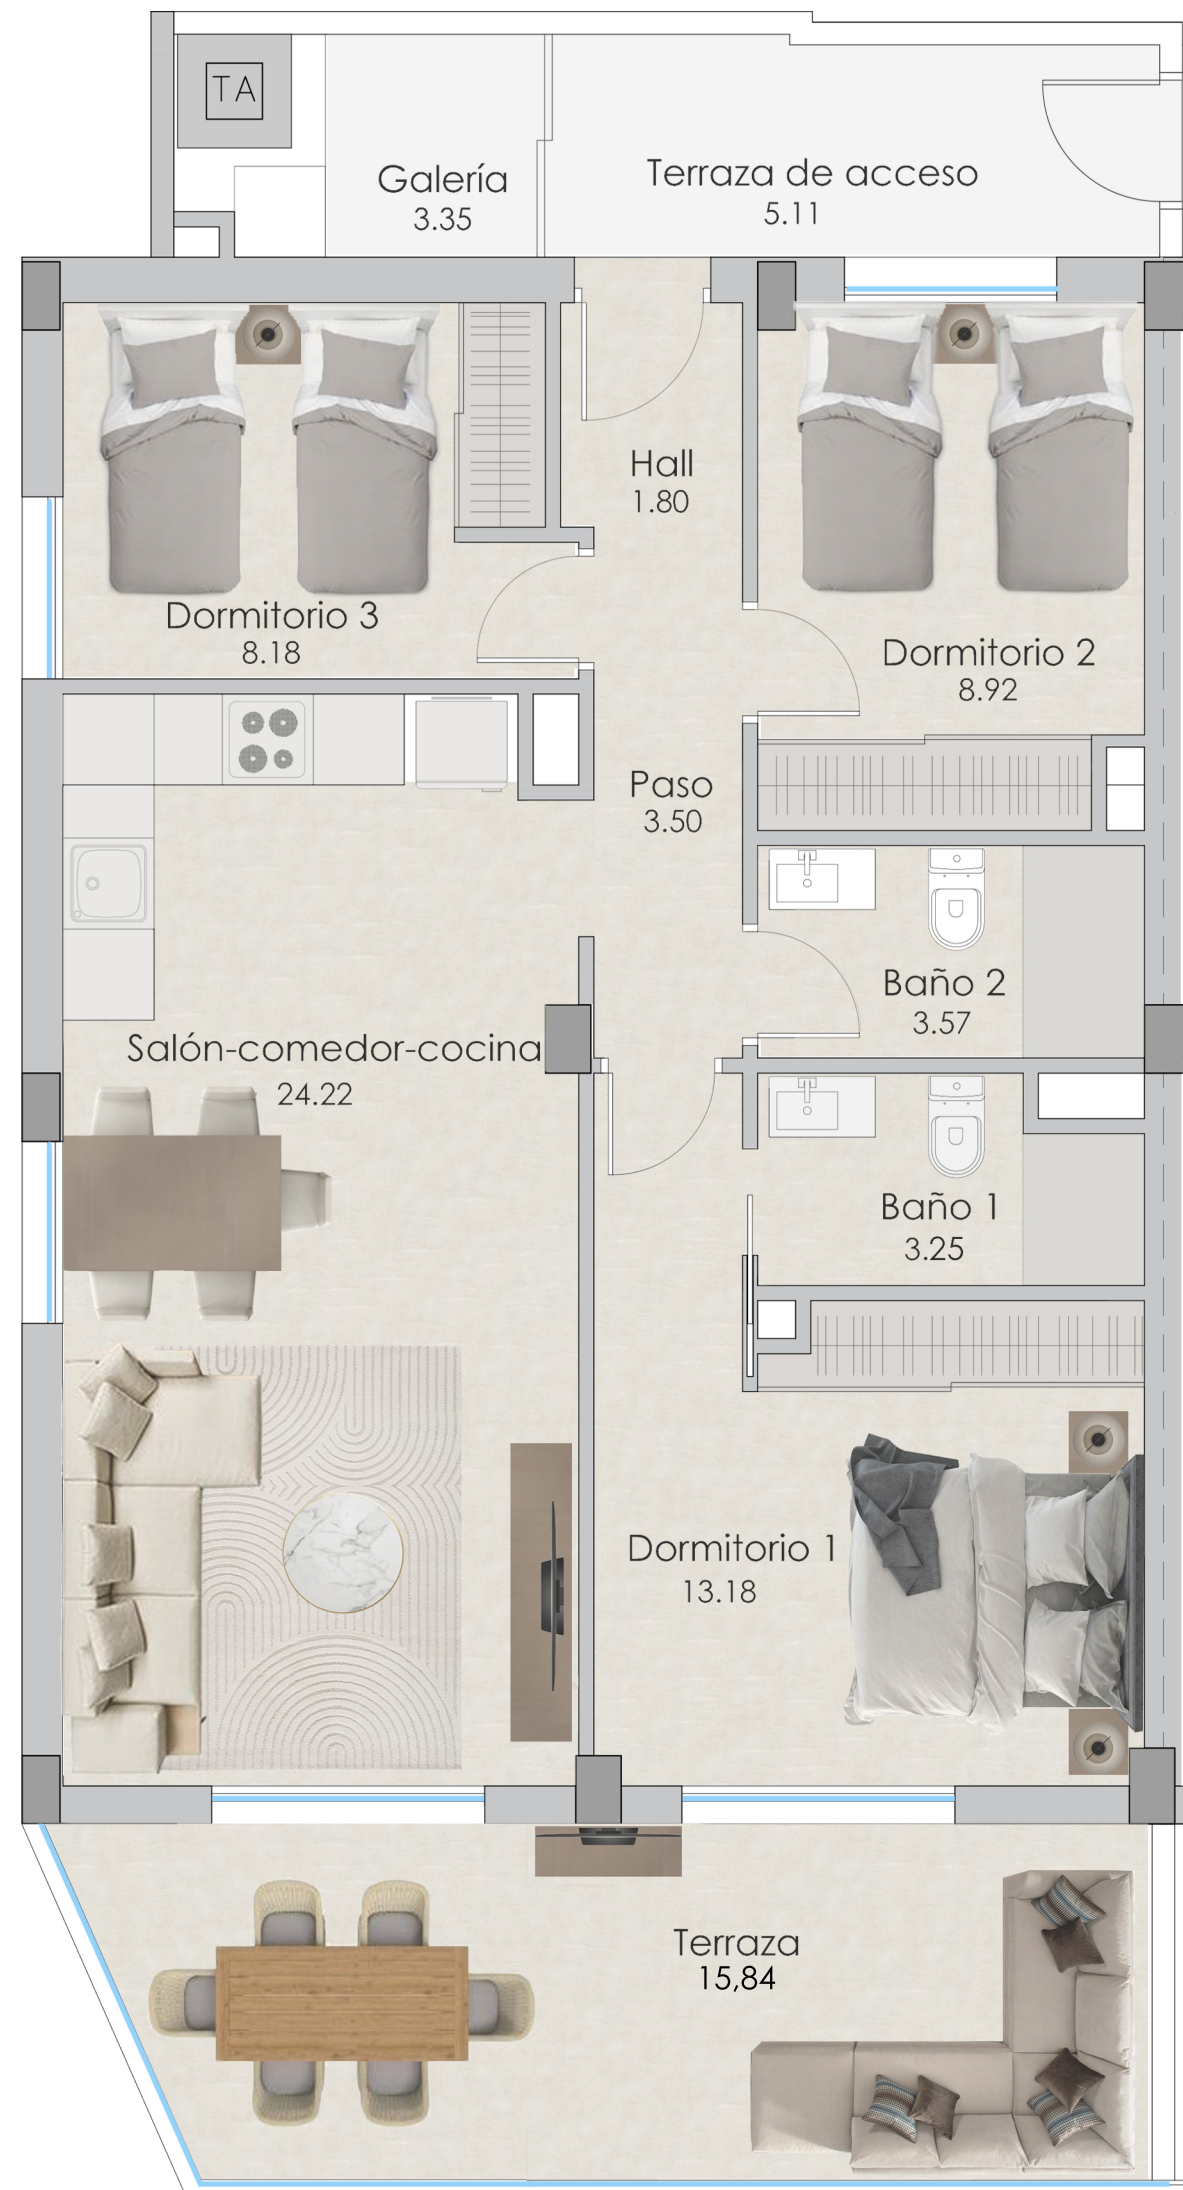 TA
Galería
3.35
Terraza de acceso
5.11
Hall
1.80
Dormitorio 3
8.18
Dormitorio 2
8.92
Paso
3.50
Baño 2
3.57
Salón-comedor-cocina
24.22
Baño 1
3.25
Dormitorio 1
13.18
Terraza
15,84